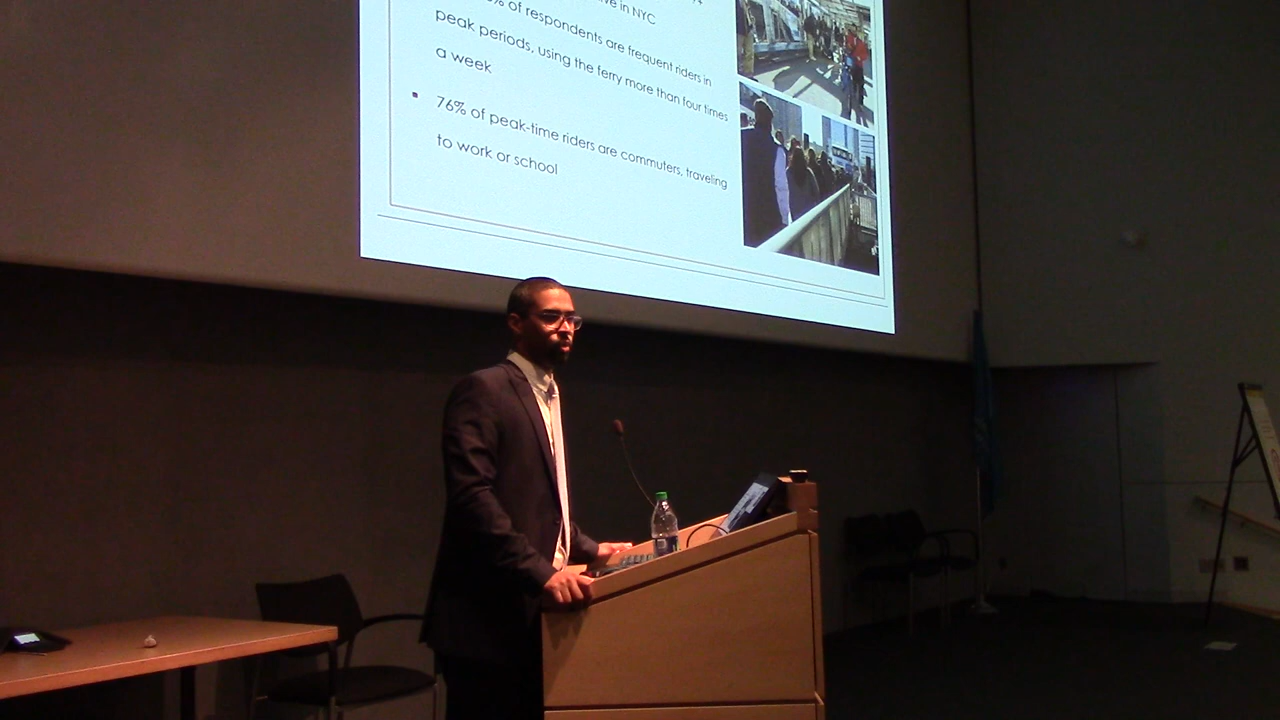 live in NYC
% of respondents are frequent riders in
peak periods, using the ferry more than four times
a week
▪ 76% of peak-time riders are commuters, traveling
to work or school